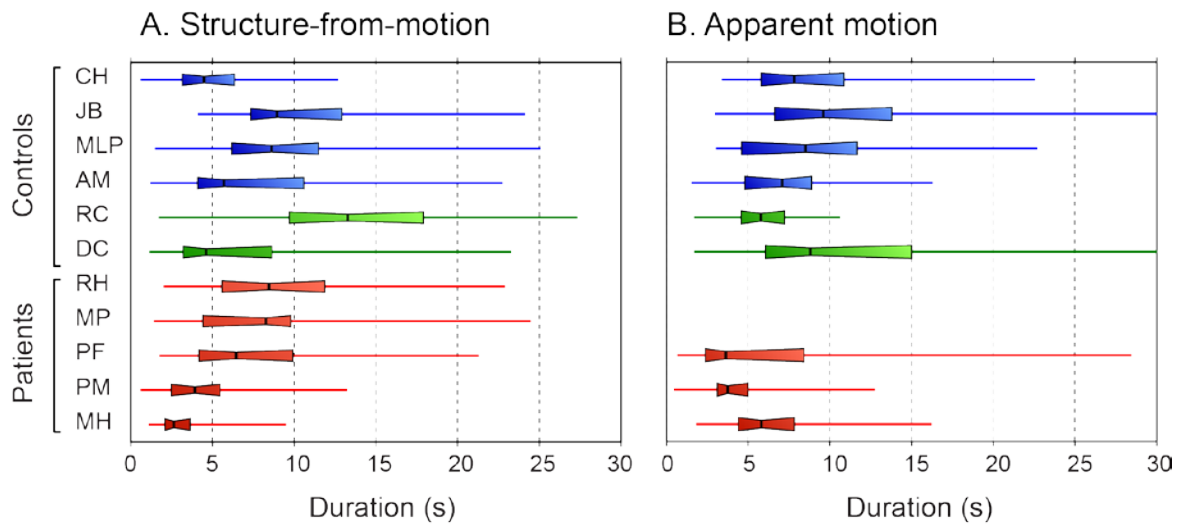 A. Structure-from-motion
B. Apparent motion
Controls
CH
JB
MLP
AM
RC
DC
Patients
RH
MP
PF
PM
MH
0 5 10 15 20 25 30
0 5 10 15 20 25 30
Duration (s)
Duration (s)